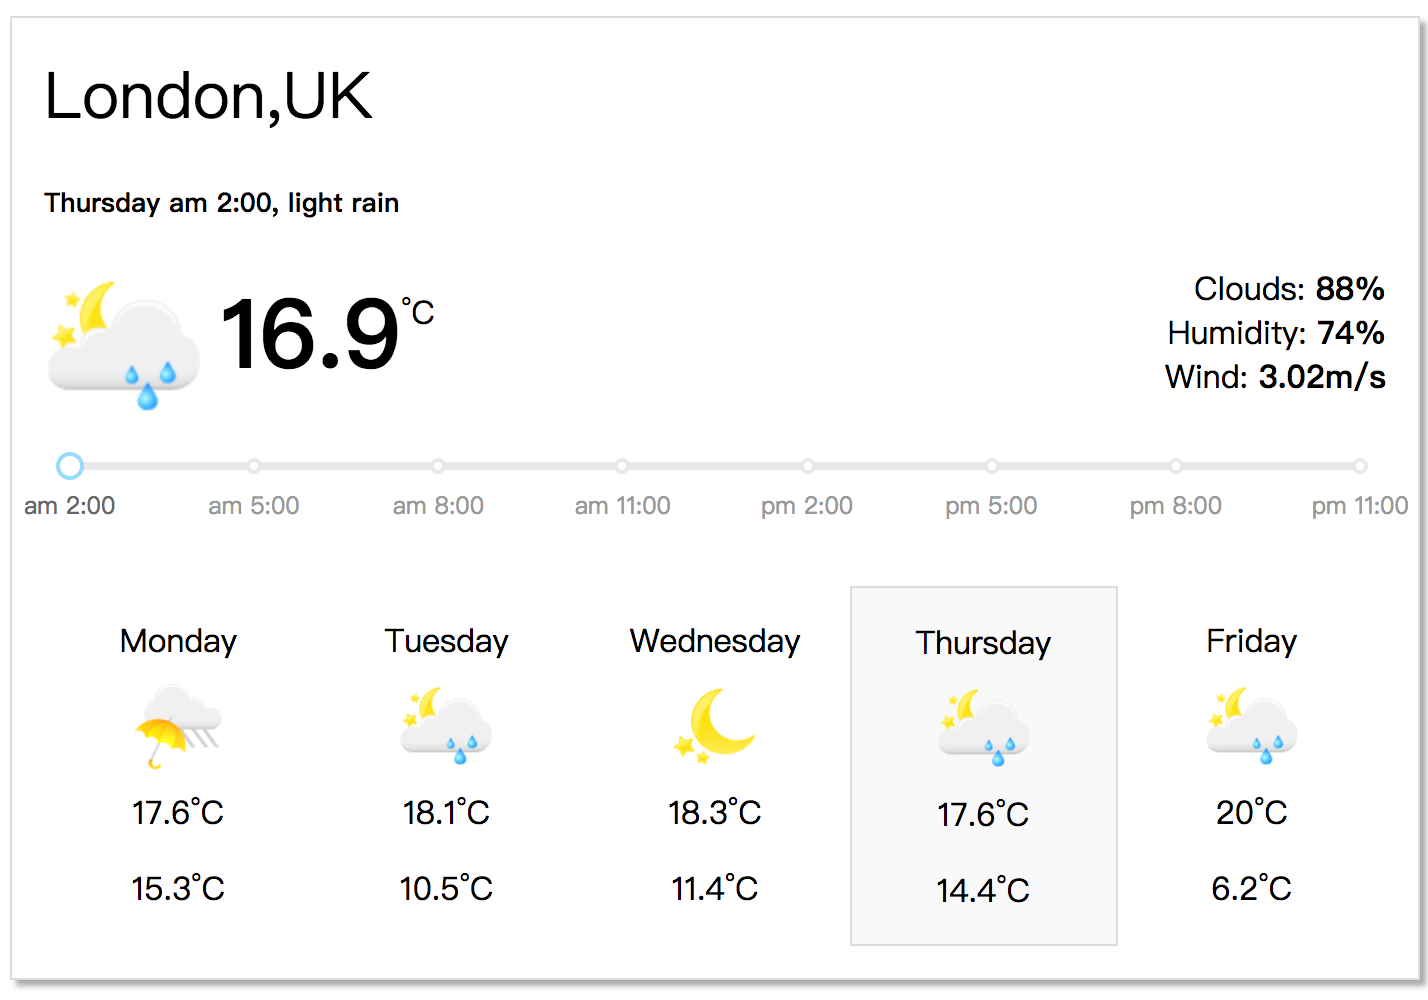 London,UK
Thursday am 2:00, light rain
16.9°C
Clouds: 88%
Humidity: 74%
Wind: 3.02m/s
am 2:00 am 5:00 am 8:00 am 11:00 pm 2:00 pm 5:00 pm 8:00 pm 11:00
Monday Tuesday Wednesday Thursday Friday
17.6°C 18.1°C 18.3°C 17.6°C 20°C
15.3°C 10.5°C 11.4°C 14.4°C 6.2°C